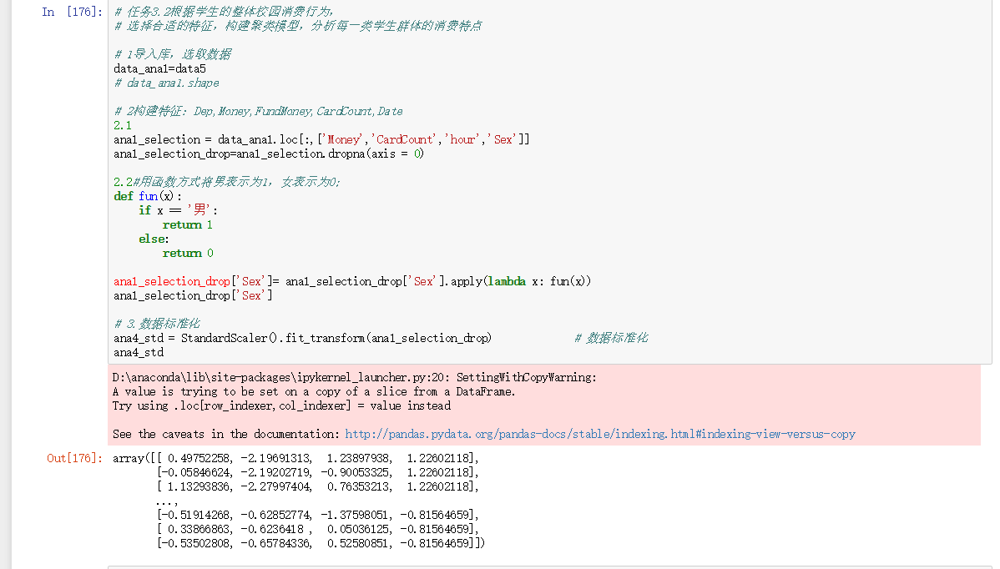 In [176]:
# 任务3.2根据学生的整体校园消费行为,
# 选择合适的特征, 构建聚类模型, 分析每一类学生群体的消费特点
# 1导入库, 选取数据
data_ana1=data5
# data_ana1.shape
# 2构建特征: Dep,Money,FundMoney,CardCount,Date
2.1
ana1_selection = data_ana1.loc[:,['Money','CardCount','hour','Sex']]
ana1_selection_drop=ana1_selection.dropna(axis = 0)
2.2#用函数方式将男表示为1, 女表示为0;
def fun(x):
    if x == '男':
        return 1
    else:
        return 0
ana1_selection_drop['Sex']= ana1_selection_drop['Sex'].apply(lambda x: fun(x))
ana1_selection_drop['Sex']
# 3.数据标准化
ana4_std = StandardScaler().fit_transform(ana1_selection_drop) # 数据标准化
ana4_std
D:\anaconda\lib\site-packages\ipykernel_launcher.py:20: SettingWithCopyWarning:
A value is trying to be set on a copy of a slice from a DataFrame.
Try using .loc[row_indexer,col_indexer] = value instead
See the caveats in the documentation: http://pandas.pydata.org/pandas-docs/stable/indexing.html#indexing-view-versus-copy
Out[176]: array([[ 0.49752258, -2.19691313, 1.23897938, 1.22602118],
[-0.05846624, -2.19202719, -0.90053325, 1.22602118],
[ 1.13293836, -2.27997404, 0.76353213, 1.22602118],
...,
[-0.51914268, -0.62852774, -1.37598051, -0.81564659],
[ 0.33866863, -0.6236418 , 0.05036125, -0.81564659],
[-0.53502808, -0.65784336, 0.52580851, -0.81564659]])